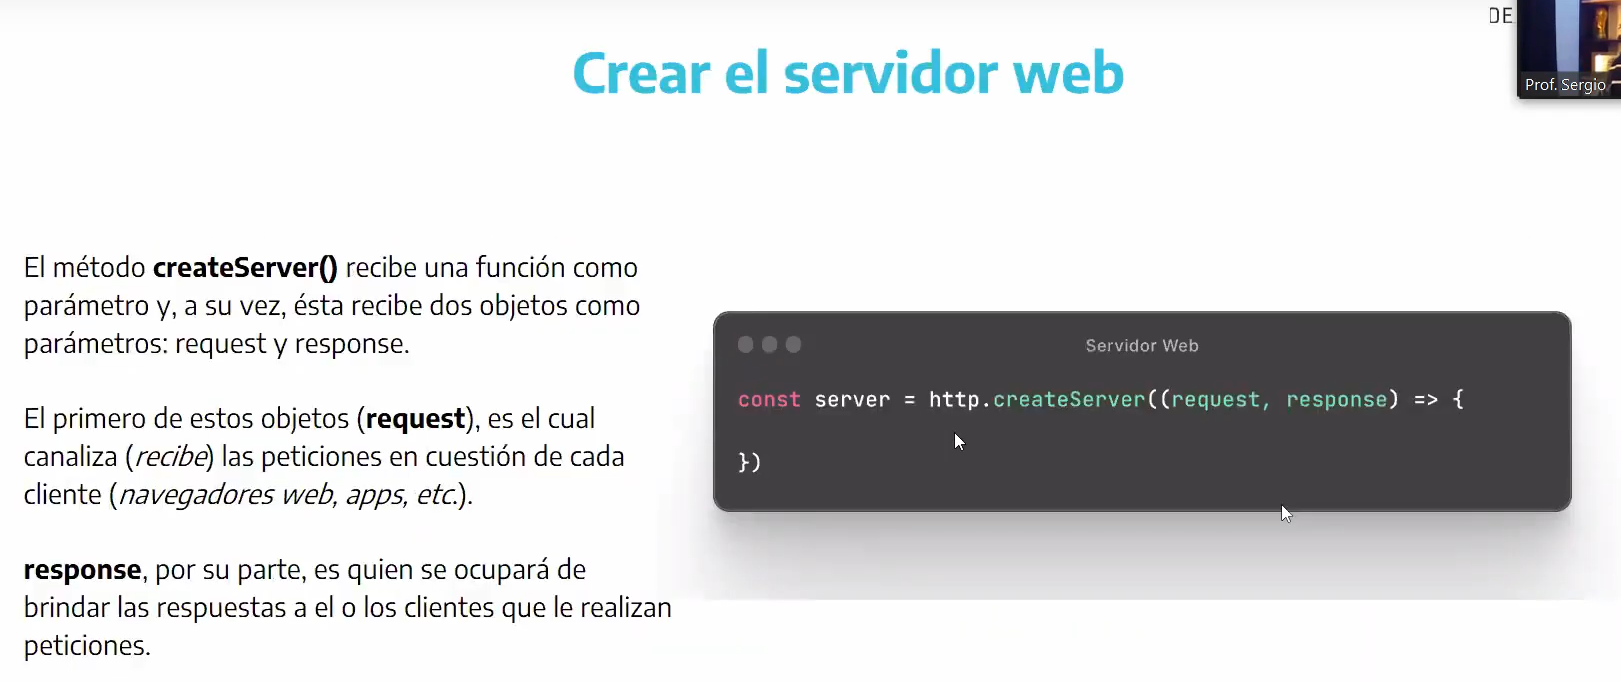 DE
Crear el servidor web
Prof. Sergio
El método createServer() recibe una función como
parámetro y, a su vez, ésta recibe dos objetos como
parámetros: request y response.
El primero de estos objetos (request), es el cual
canaliza (recibe) las peticiones en cuestión de cada
cliente (navegadores web, apps, etc.).
response, por su parte, es quien se ocupará de
brindar las respuestas a el o los clientes que le realizan
peticiones.
Servidor Web
const server = http.createServer((request, response) => {
})